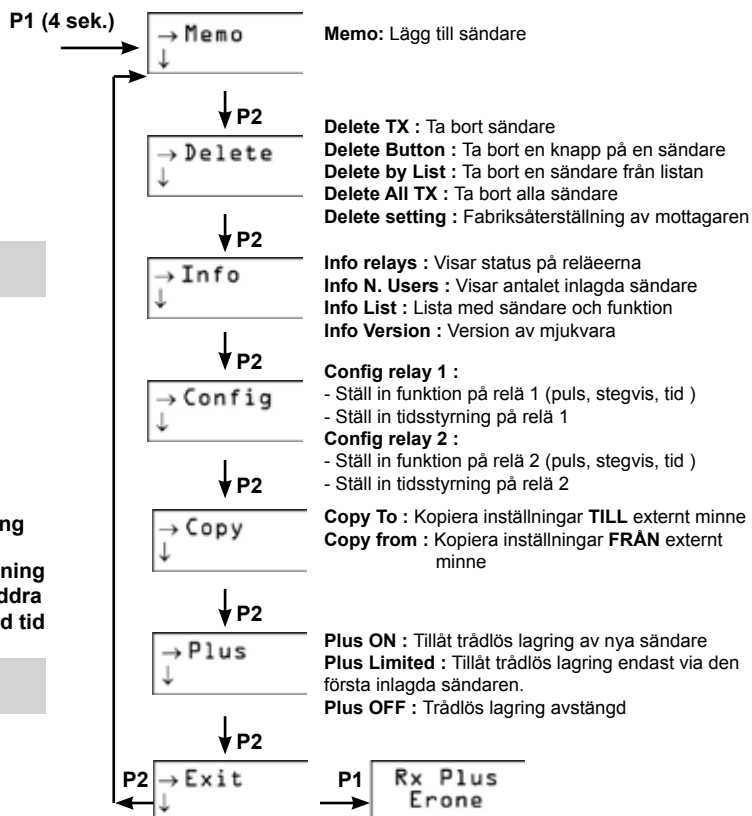 P1 (4 sek.)
→ Memo
↓
Memo: Lägg till sändare
P2
→ Delete
↓
Delete TX : Ta bort sändare
Delete Button : Ta bort en knapp på en sändare
Delete by List : Ta bort en sändare från listan
Delete All TX : Ta bort alla sändare
Delete setting : Fabriksåterställning av mottagaren
P2
→ Info
↓
Info relays : Visar status på reläeerna
Info N. Users : Visar antalet inlagda sändare
Info List : Lista med sändare och funktion
Info Version : Version av mjukvara
P2
→ Config
↓
Config relay 1 :
- Ställ in funktion på relä 1 (puls, stegvis, tid )
- Ställ in tidsstyrning på relä 1
Config relay 2 :
- Ställ in funktion på relä 2 (puls, stegvis, tid )
- Ställ in tidsstyrning på relä 2
P2
ng
ning
ddra
d tid
→ Copy
↓
Copy To : Kopiera inställningar TILL externt minne
Copy from : Kopiera inställningar FRÅN externt
minne
P2
→ Plus
↓
Plus ON : Tillåt trådlös lagring av nya sändare
Plus Limited : Tillåt trådlös lagring endast via den
första inlagda sändaren.
Plus OFF : Trådlös lagring avstängd
P2
P2
→ Exit
↓
P1
Rx Plus
Erone